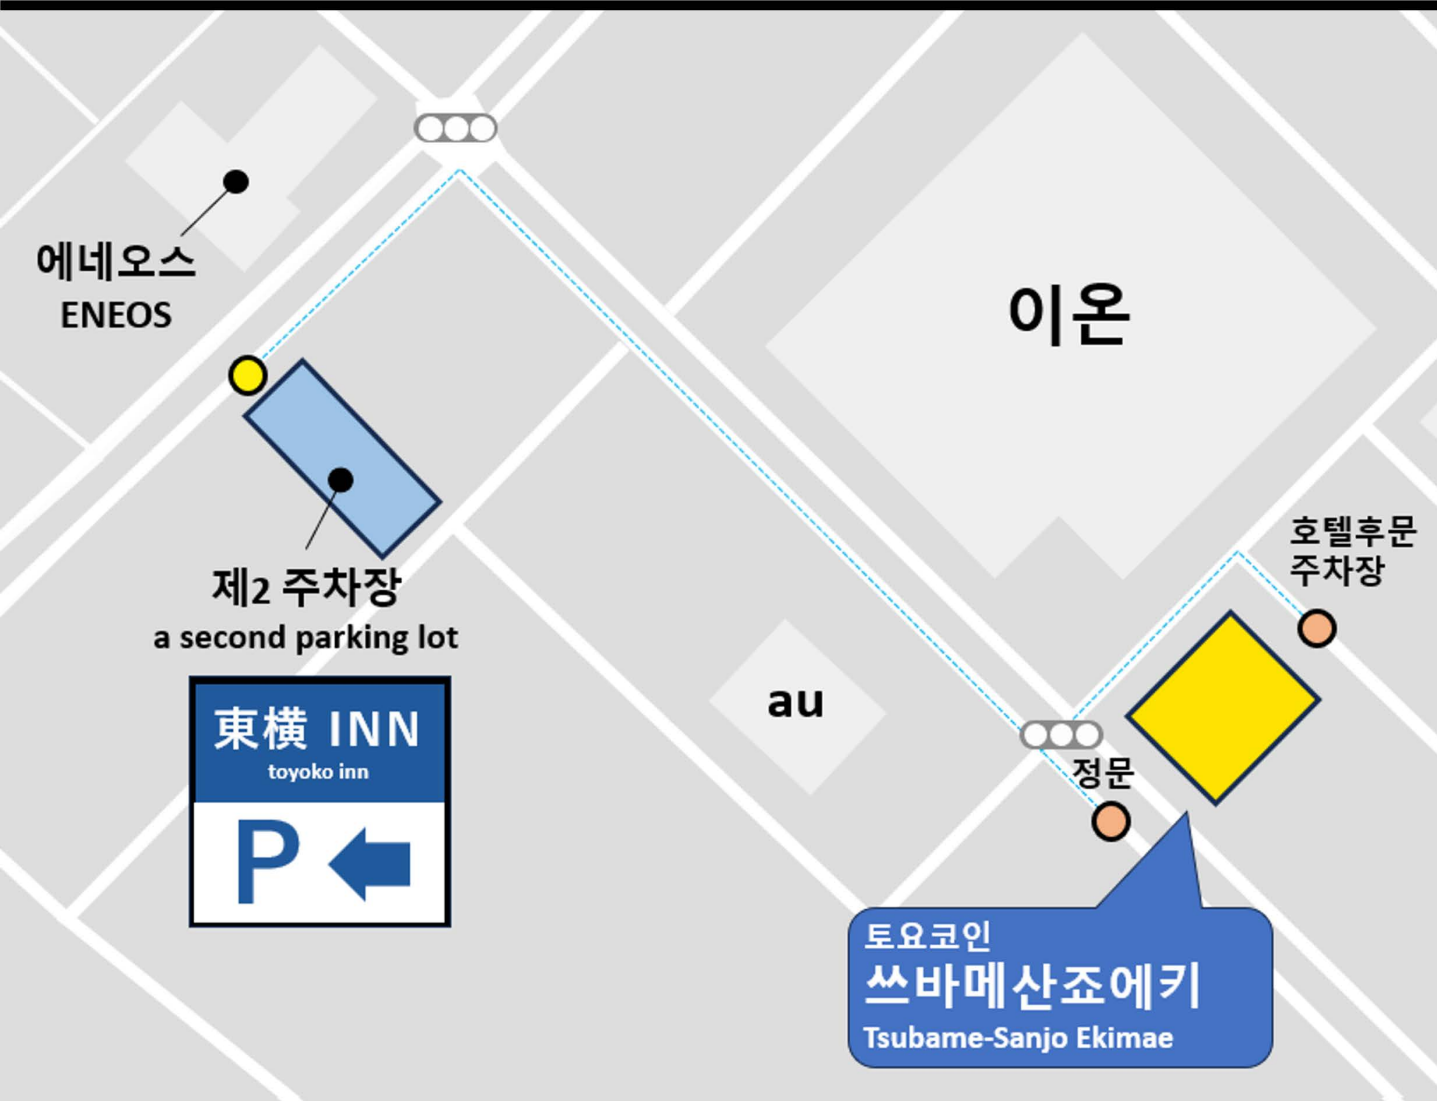 에네오스
ENEOS
이온
호텔후문
주차장
제2 주차장
a second parking lot
東横 INN
toyoko inn
P
au
정문
토요코인
쓰바메산죠에키
Tsubame-Sanjo Ekimae